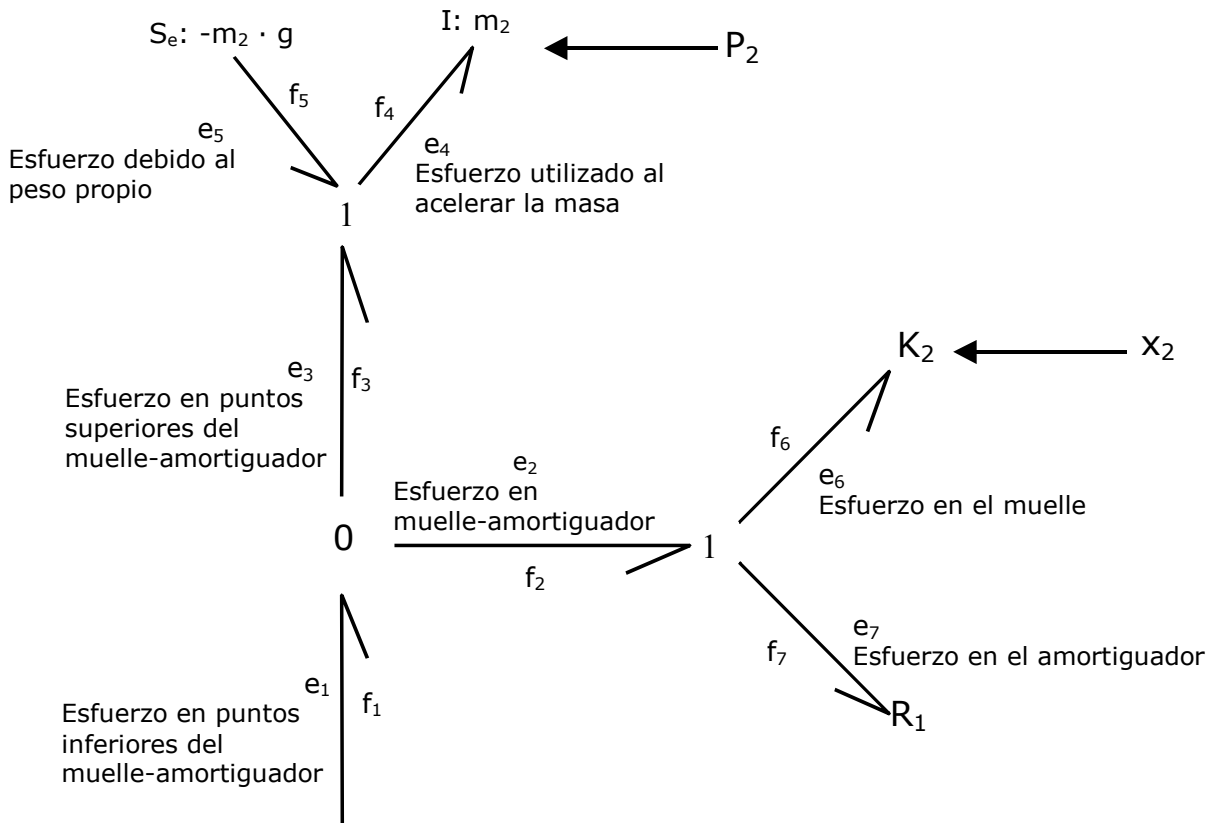 Sₑ: -m₂ · g
I: m₂
P₂
f₅
f₄
e₅
Esfuerzo debido al
peso propio
e₄
Esfuerzo utilizado al
acelerar la masa
1
K₂
x₂
e₃
f₃
Esfuerzo en puntos
superiores del
muelle-amortiguador
f₆
e₂
Esfuerzo en
muelle-amortiguador
e₆
Esfuerzo en el muelle
0
1
f₂
e₇
f₇
Esfuerzo en el amortiguador
e₁
f₁
R₁
Esfuerzo en puntos
inferiores del
muelle-amortiguador